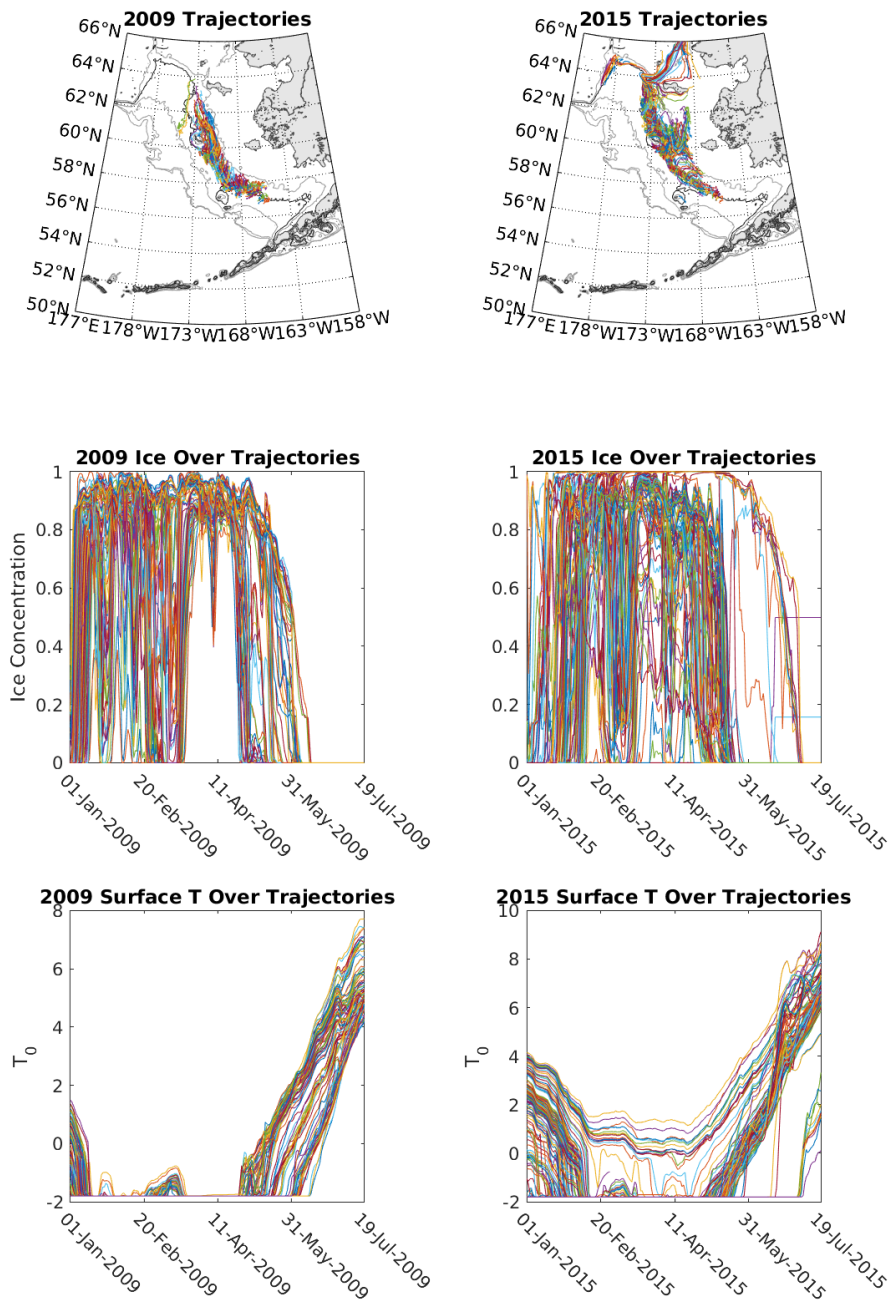 2009 Trajectories
66°N
64°N
62°N
60°N
58°N
56°N
54°N
52°N
50°N
177°E 178°W 173°W 168°W 163°W 158°W
2015 Trajectories
66°N
64°N
62°N
60°N
58°N
56°N
54°N
52°N
50°N
177°E 178°W 173°W 168°W 163°W 158°W
2009 Ice Over Trajectories
Ice Concentration
1
0.8
0.6
0.4
0.2
0
01-Jan-2009
20-Feb-2009
11-Apr-2009
31-May-2009
19-Jul-2009
2015 Ice Over Trajectories
1
0.8
0.6
0.4
0.2
0
01-Jan-2015
20-Feb-2015
11-Apr-2015
31-May-2015
19-Jul-2015
2009 Surface T Over Trajectories
T0
8
6
4
2
0
-2
01-Jan-2009
20-Feb-2009
11-Apr-2009
31-May-2009
19-Jul-2009
2015 Surface T Over Trajectories
T0
10
8
6
4
2
0
-2
01-Jan-2015
20-Feb-2015
11-Apr-2015
31-May-2015
19-Jul-2015